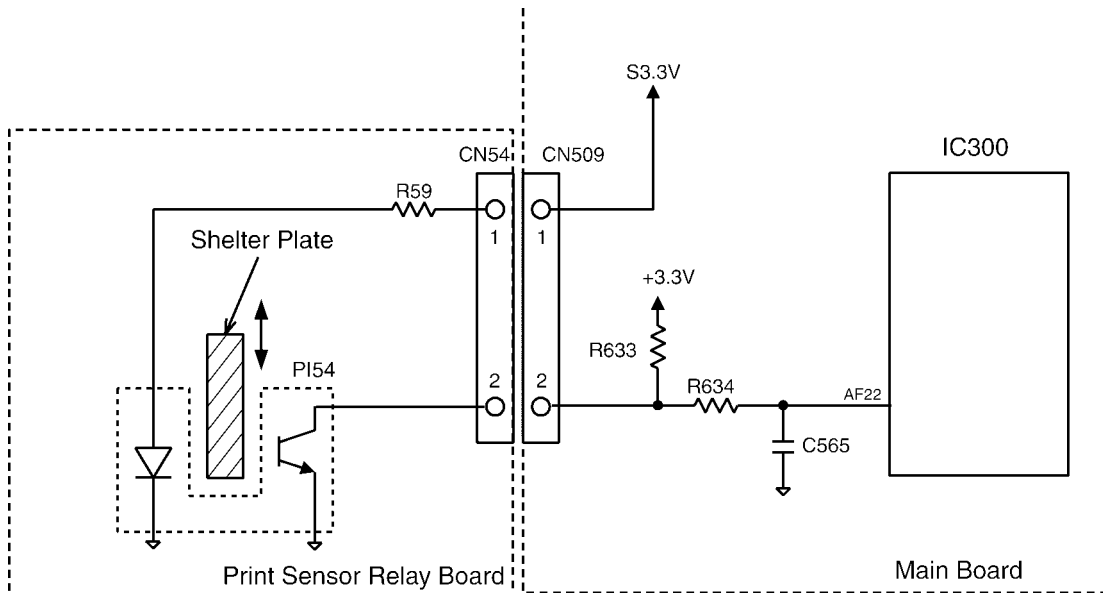 S3.3V
IC300
CN54
CN509
R59
1
1
Shelter Plate
+3.3V
R633
PI54
2
2
R634
AF22
C565
Print Sensor Relay Board
Main Board